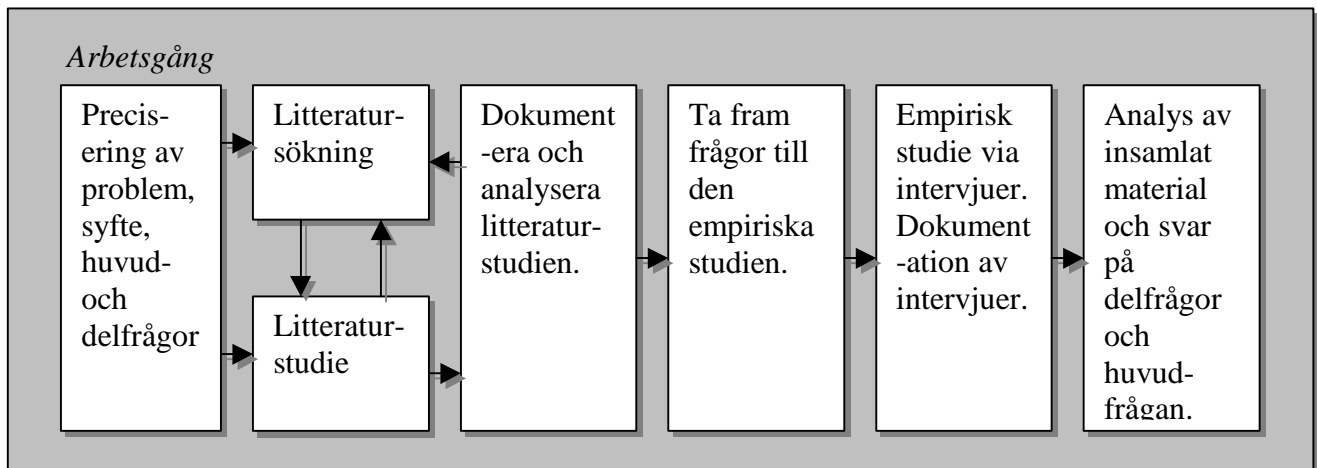 Arbetsgång
Precis-
ering av
problem,
syfte,
huvud-
och
delfrågor
Litteratur-
sökning
Litteratur-
studie
Dokument
-era och
analysera
litteratur-
studien.
Ta fram
frågor till
den
empiriska
studien.
Empirisk
studie via
intervjuer.
Dokument
-ation av
intervjuer.
Analys av
insamlat
material
och svar
på
delfrågor
och
huvud-
frågan.